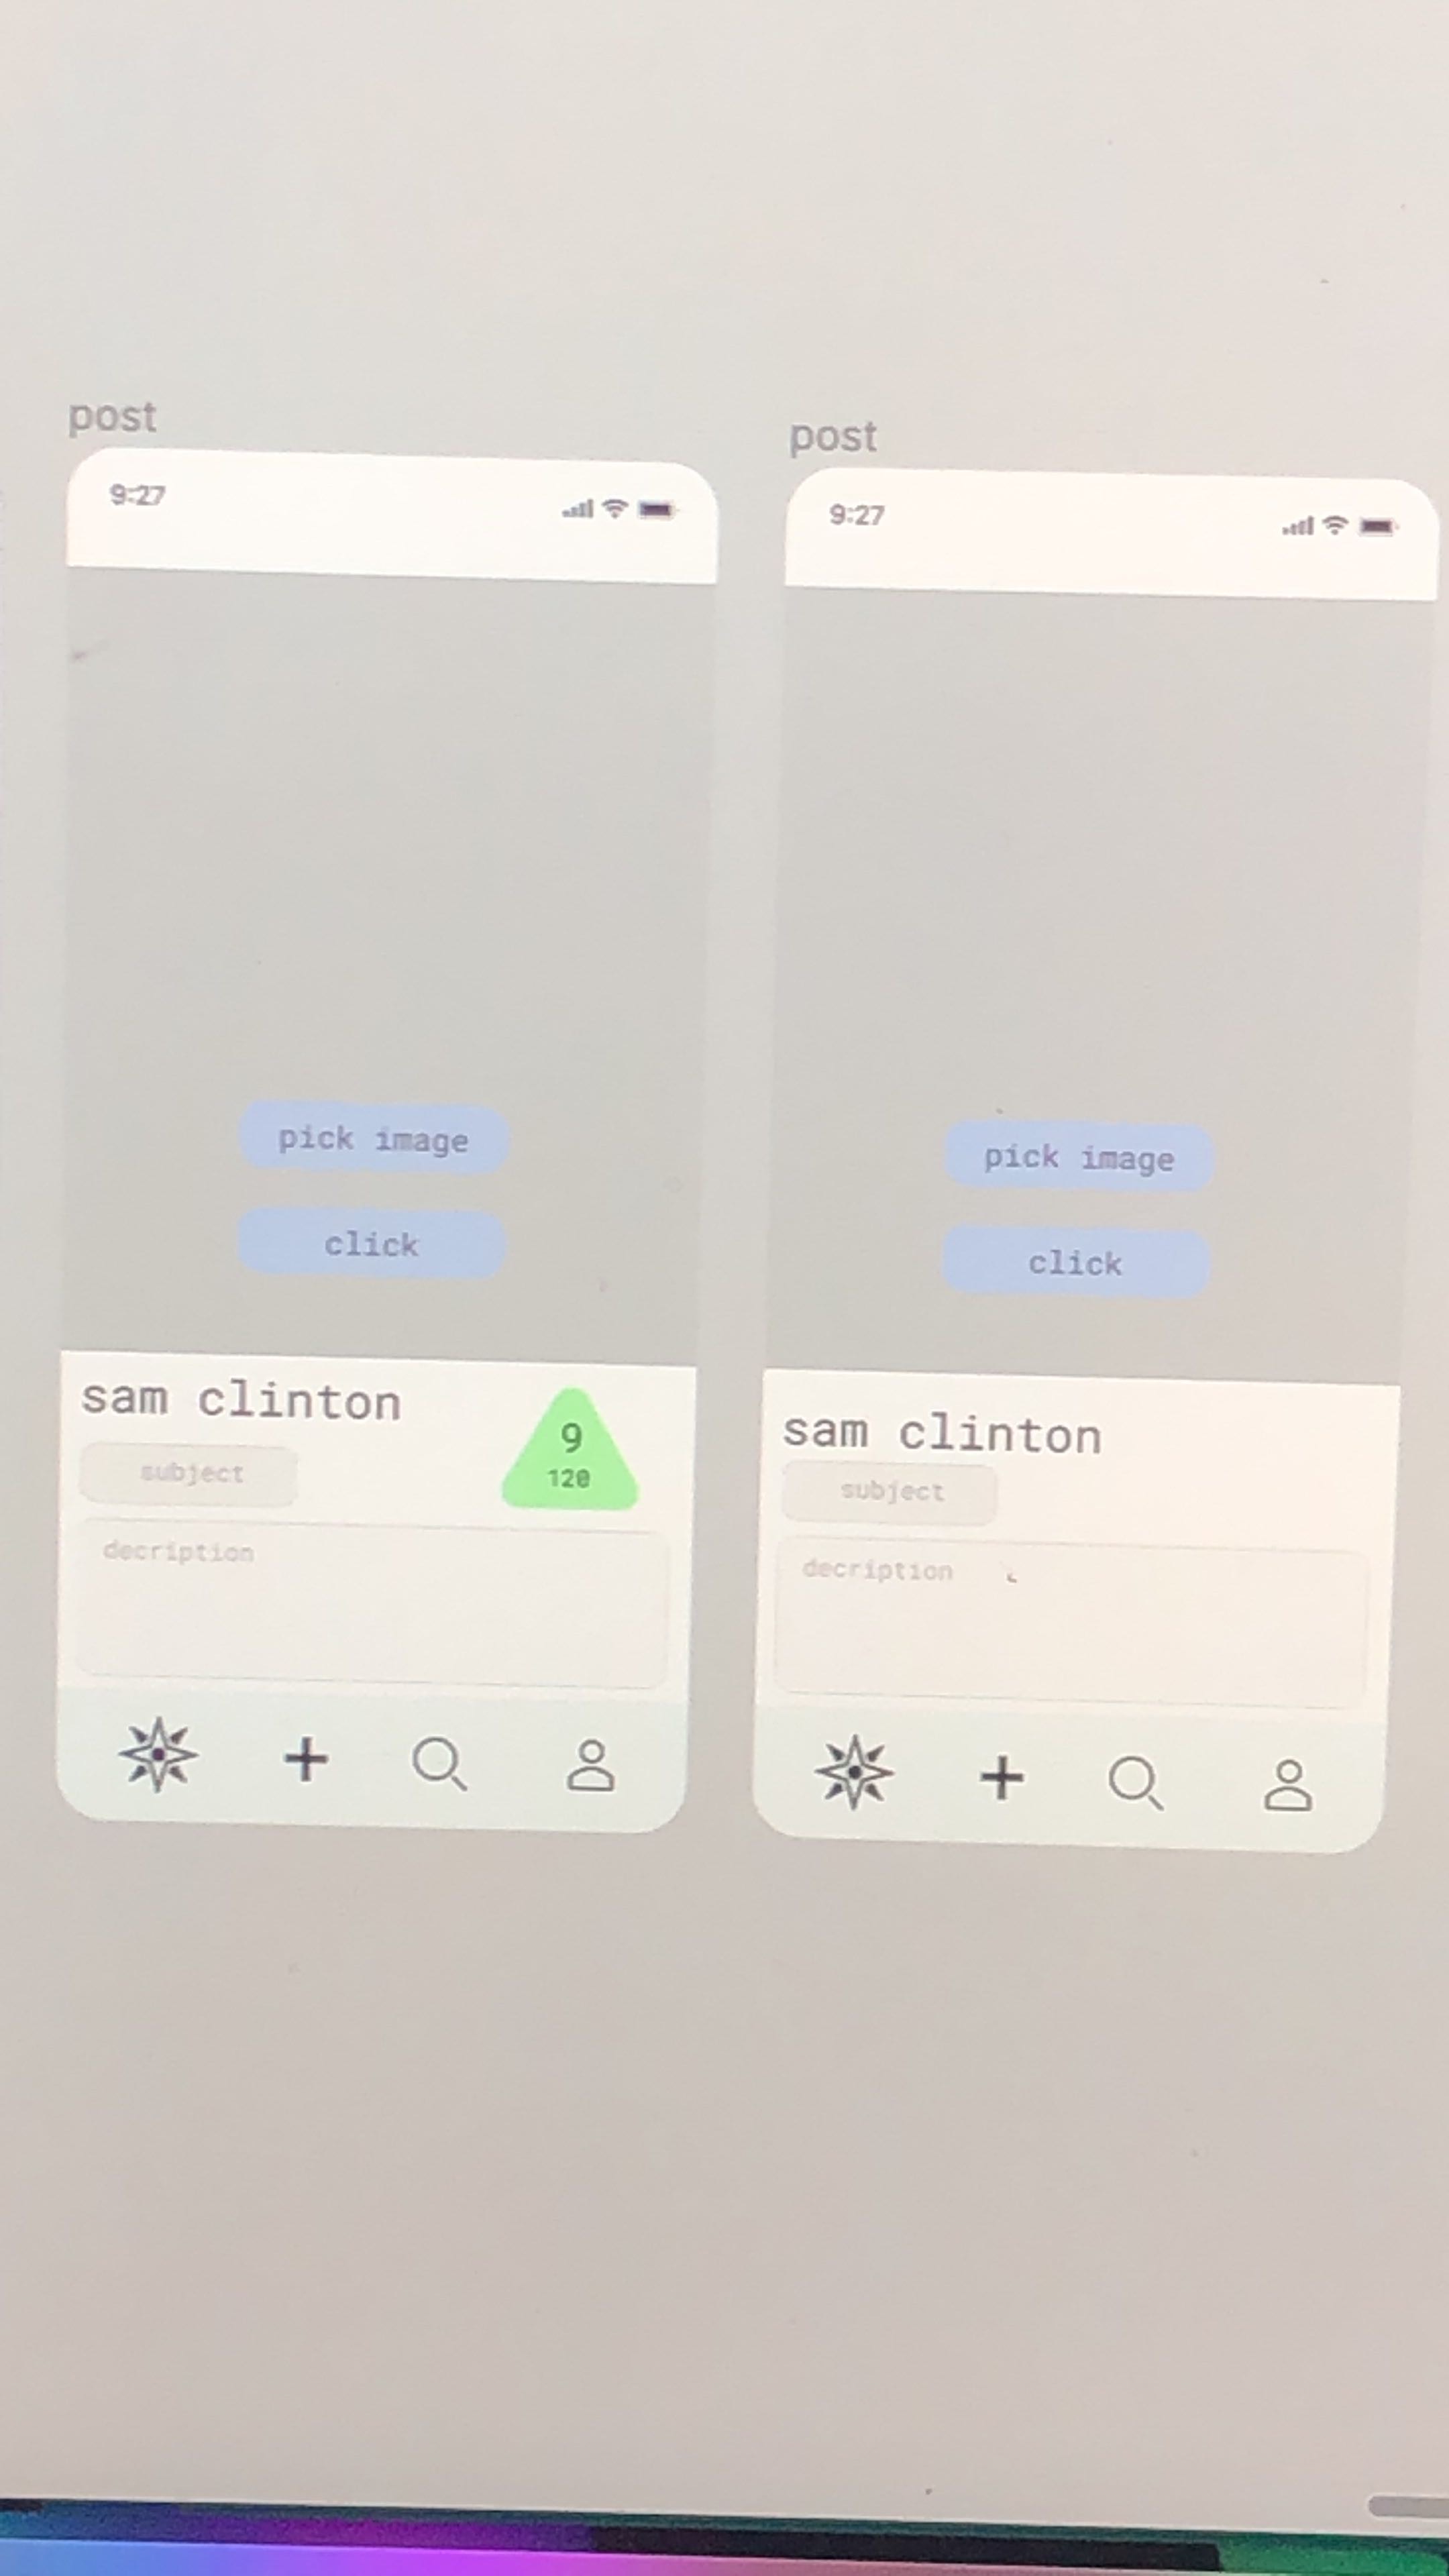 post
9:27
pick image
click
sam clinton
9
120
subject
decription
post
9:27
pick image
click
sam clinton
subject
decription